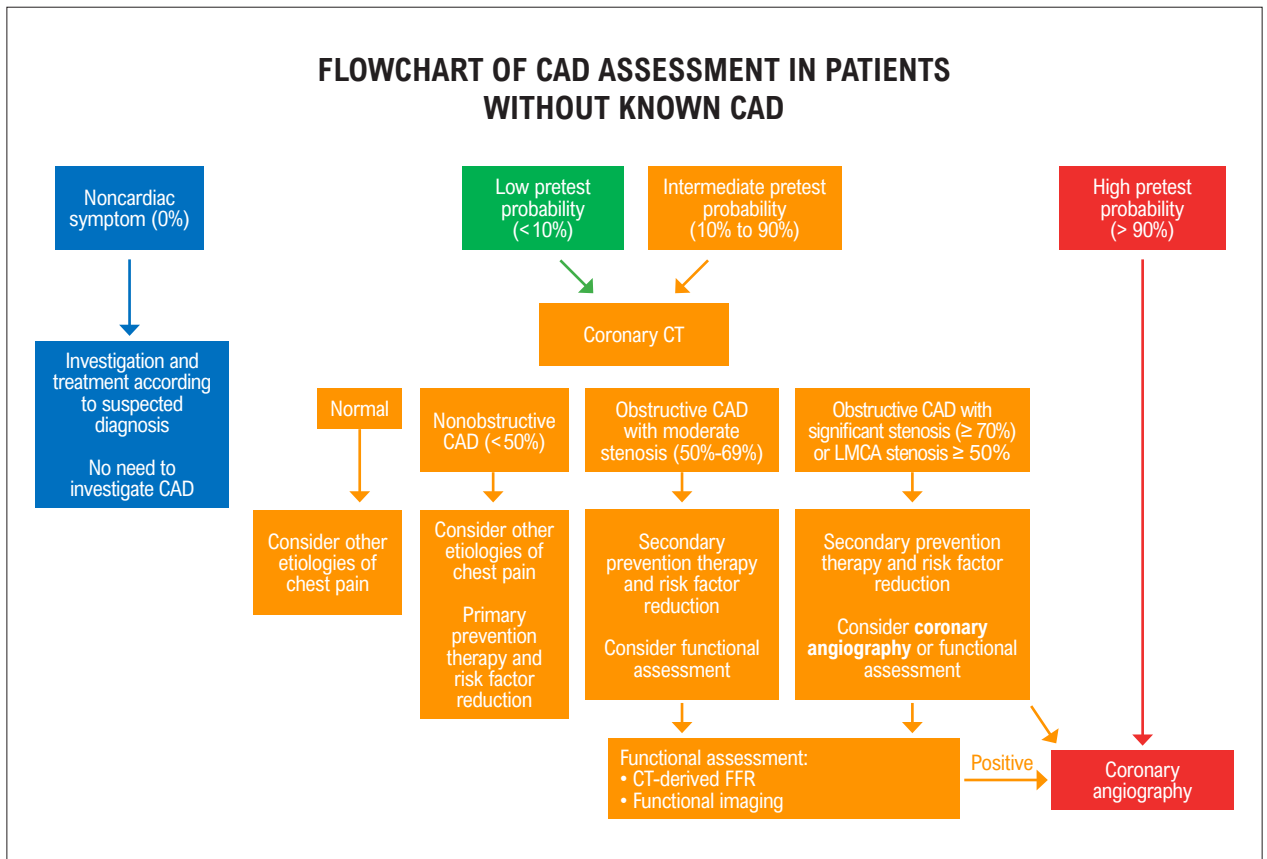 FLOWCHART OF CAD ASSESSMENT IN PATIENTS
WITHOUT KNOWN CAD
Noncardiac
symptom (0%)
Low pretest
probability
(<10%)
Intermediate pretest
probability
(10% to 90%)
High pretest
probability
(> 90%)
Coronary CT
Investigation and
treatment according
to suspected
diagnosis
No need to
investigate CAD
Normal
Nonobstructive
CAD (<50%)
Obstructive CAD
with moderate
stenosis (50%-69%)
Obstructive CAD with
significant stenosis (≥ 70%)
or LMCA stenosis ≥ 50%
Consider other
etiologies of
chest pain
Consider other
etiologies of
chest pain
Primary
prevention
therapy and
risk factor
reduction
Secondary
prevention therapy
and risk factor
reduction
Consider functional
assessment
Secondary prevention
therapy and risk factor
reduction
Consider coronary
angiography or functional
assessment
Functional assessment:
• CT-derived FFR
• Functional imaging
Positive
Coronary
angiography